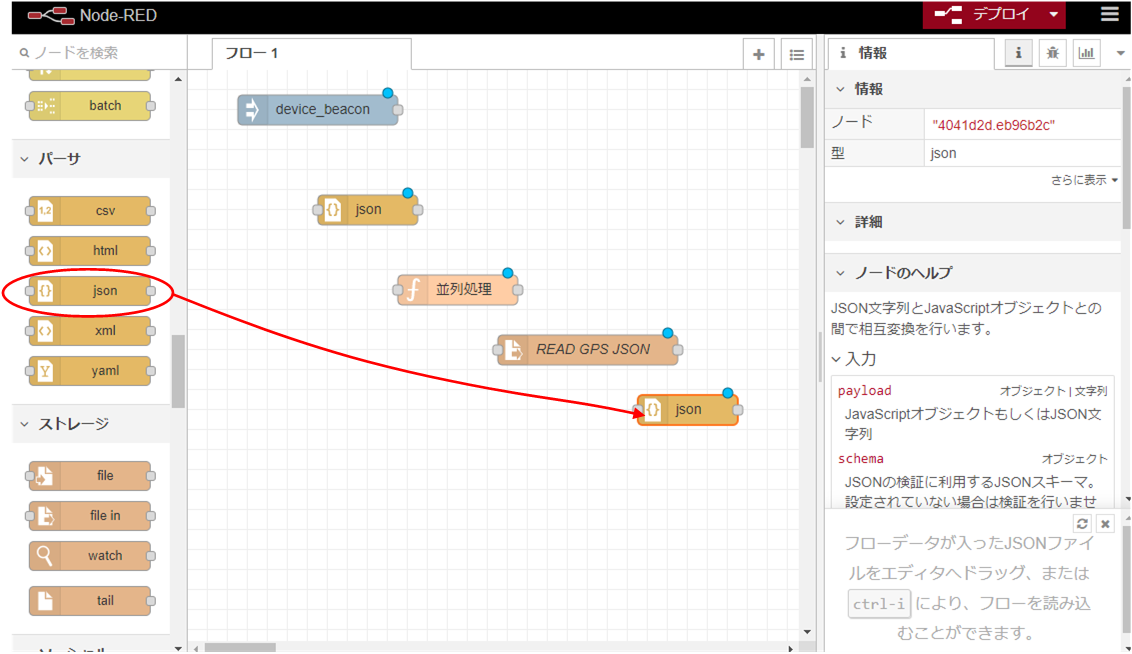 Node-RED
デプロイ
ノードを検索
batch
パーサ
csv
1,2
html
json
xml
yaml
ストレージ
file
file in
watch
tail
フロー 1
device_beacon
json
並列処理
READ GPS JSON
json
情報
情報
ノード
"4041d2d.eb96b2c"
型
json
さらに表示
詳細
ノードのヘルプ
JSON文字列とJavaScriptオブジェクトとの
間で相互変換を行います。
入力
payload オブジェクト | 文字列
JavaScriptオブジェクトもしくはJSON文
字列
schema オブジェクト
JSONの検証に利用するJSONスキーマ。
設定されていない場合は検証を行いませ
フローデータが入ったJSONファイ
ルをエディタへドラッグ、または
ctrl-i により、フローを読み込
むことができます。